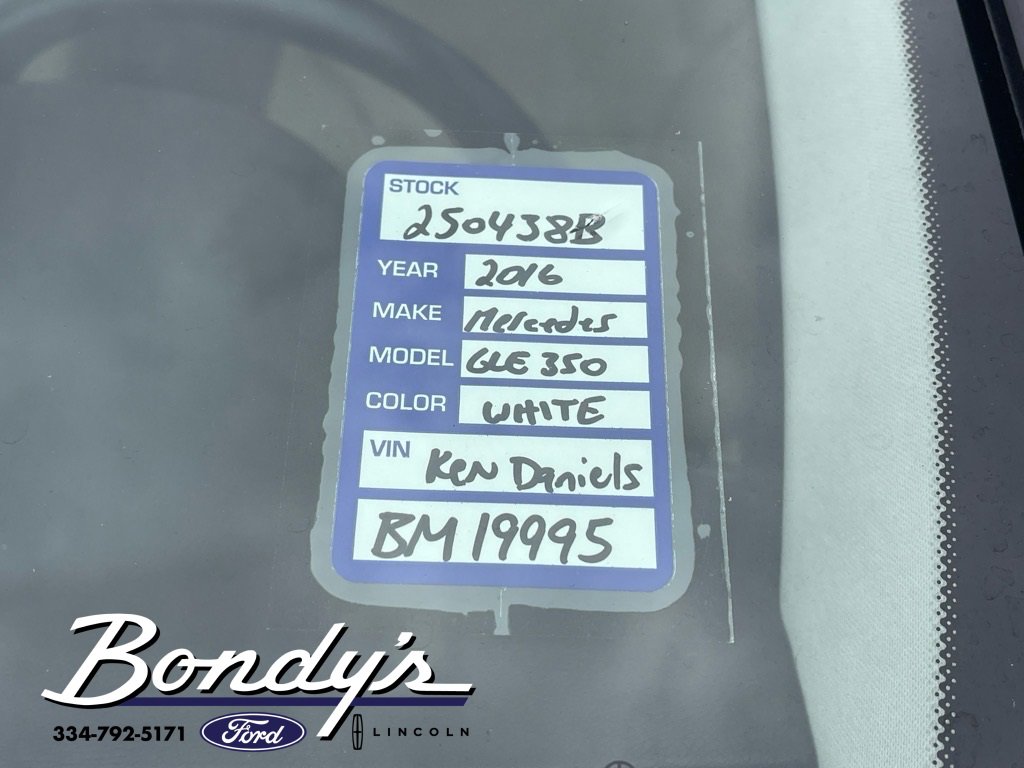 STOCK
250438B
YEAR 2016
MAKE Mercedes
MODEL GLE 350
COLOR WHITE
VIN Ken Daniels
BM 19995
Bondy's
334-792-5171 Ford LINCOLN